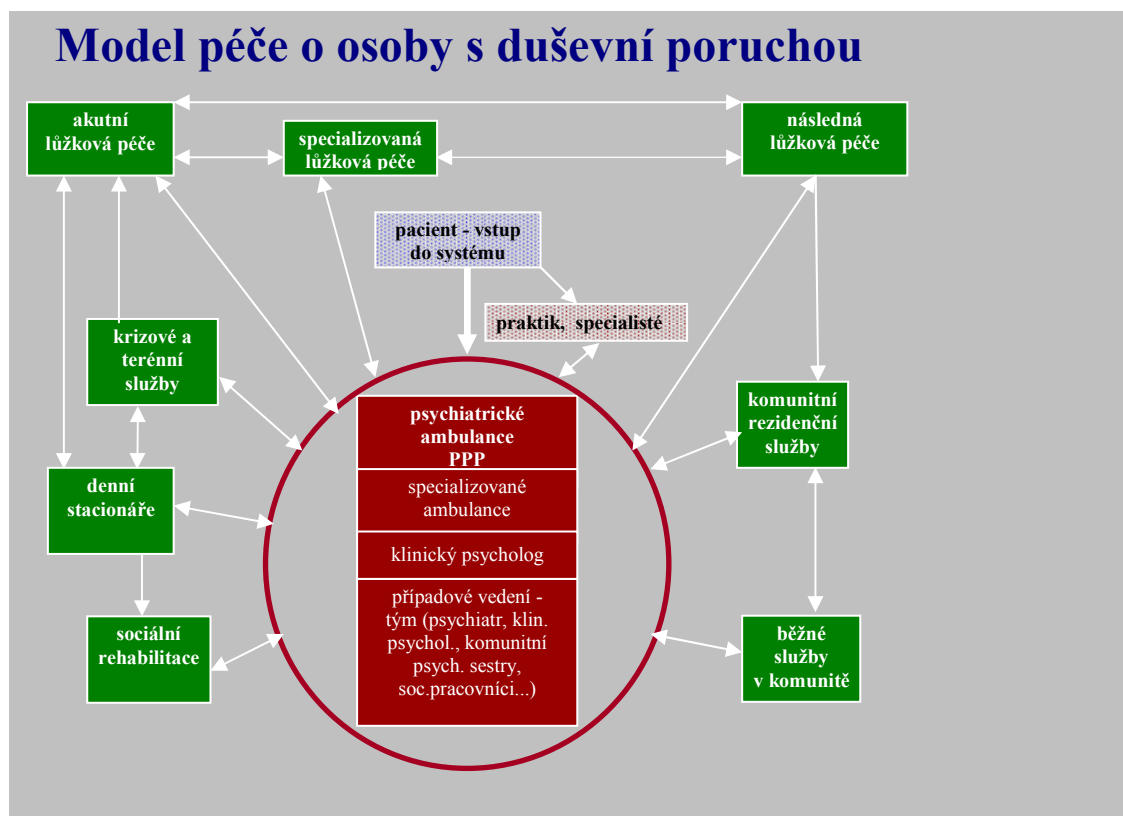 Model péče o osoby s duševní poruchou
akutní
lůžková péče
specializovaná
lůžková péče
následná
lůžková péče
pacient - vstup
do systému
praktik, specialisté
krizové a
terénní
služby
psychiatrické
ambulance
PPP
specializované
ambulance
klinický psycholog
případové vedení -
tým (psychiatr, klin.
psychol., komunitní
psych. sestry,
soc.pracovníci...)
komunitní
rezidenční
služby
denní
stacionáře
sociální
rehabilitace
běžné
služby
v komunitě